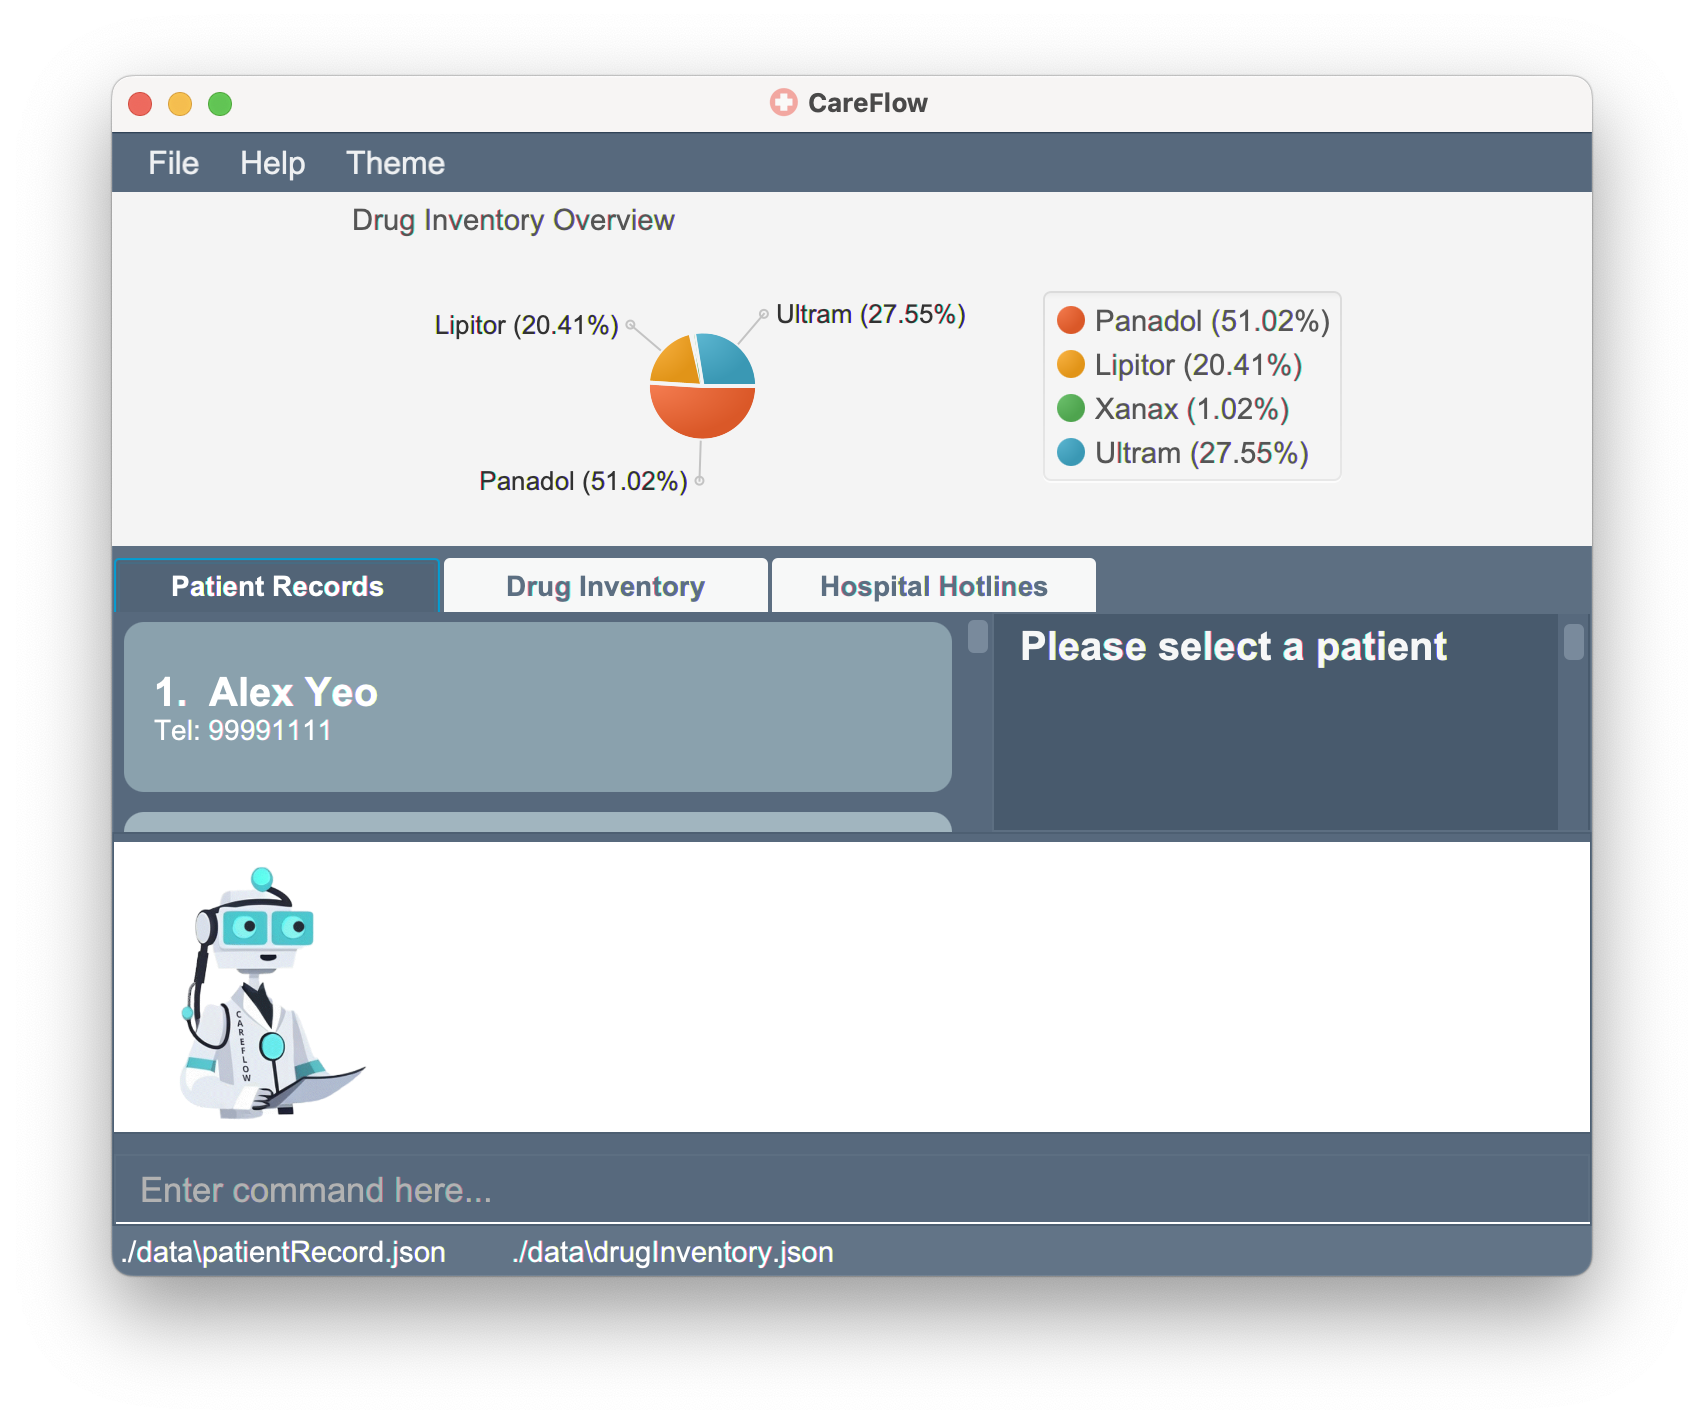 CareFlow
File Help Theme
Drug Inventory Overview
Lipitor (20.41%)
Ultram (27.55%)
Panadol (51.02%)
Panadol (51.02%)
Lipitor (20.41%)
Xanax (1.02%)
Ultram (27.55%)
Patient Records Drug Inventory Hospital Hotlines
1. Alex Yeo
Tel: 99991111
Please select a patient
CAREFLOW
Enter command here...
./data\patientRecord.json ./data\drugInventory.json